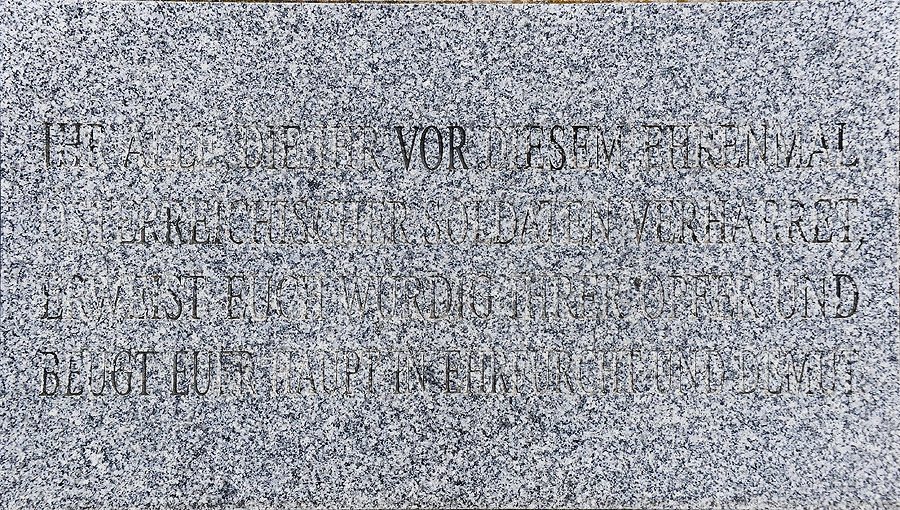 IHR ALLE, DIE IHR VOR DIESEM EHRENMAL
ÖSTERREICHISCHER SOLDATEN VERHARRET,
ERWEIST EUCH WÜRDIG IHRER OPFER UND
BEUGT EUER HAUPT IN EHRFURCHT UND DEMUT.